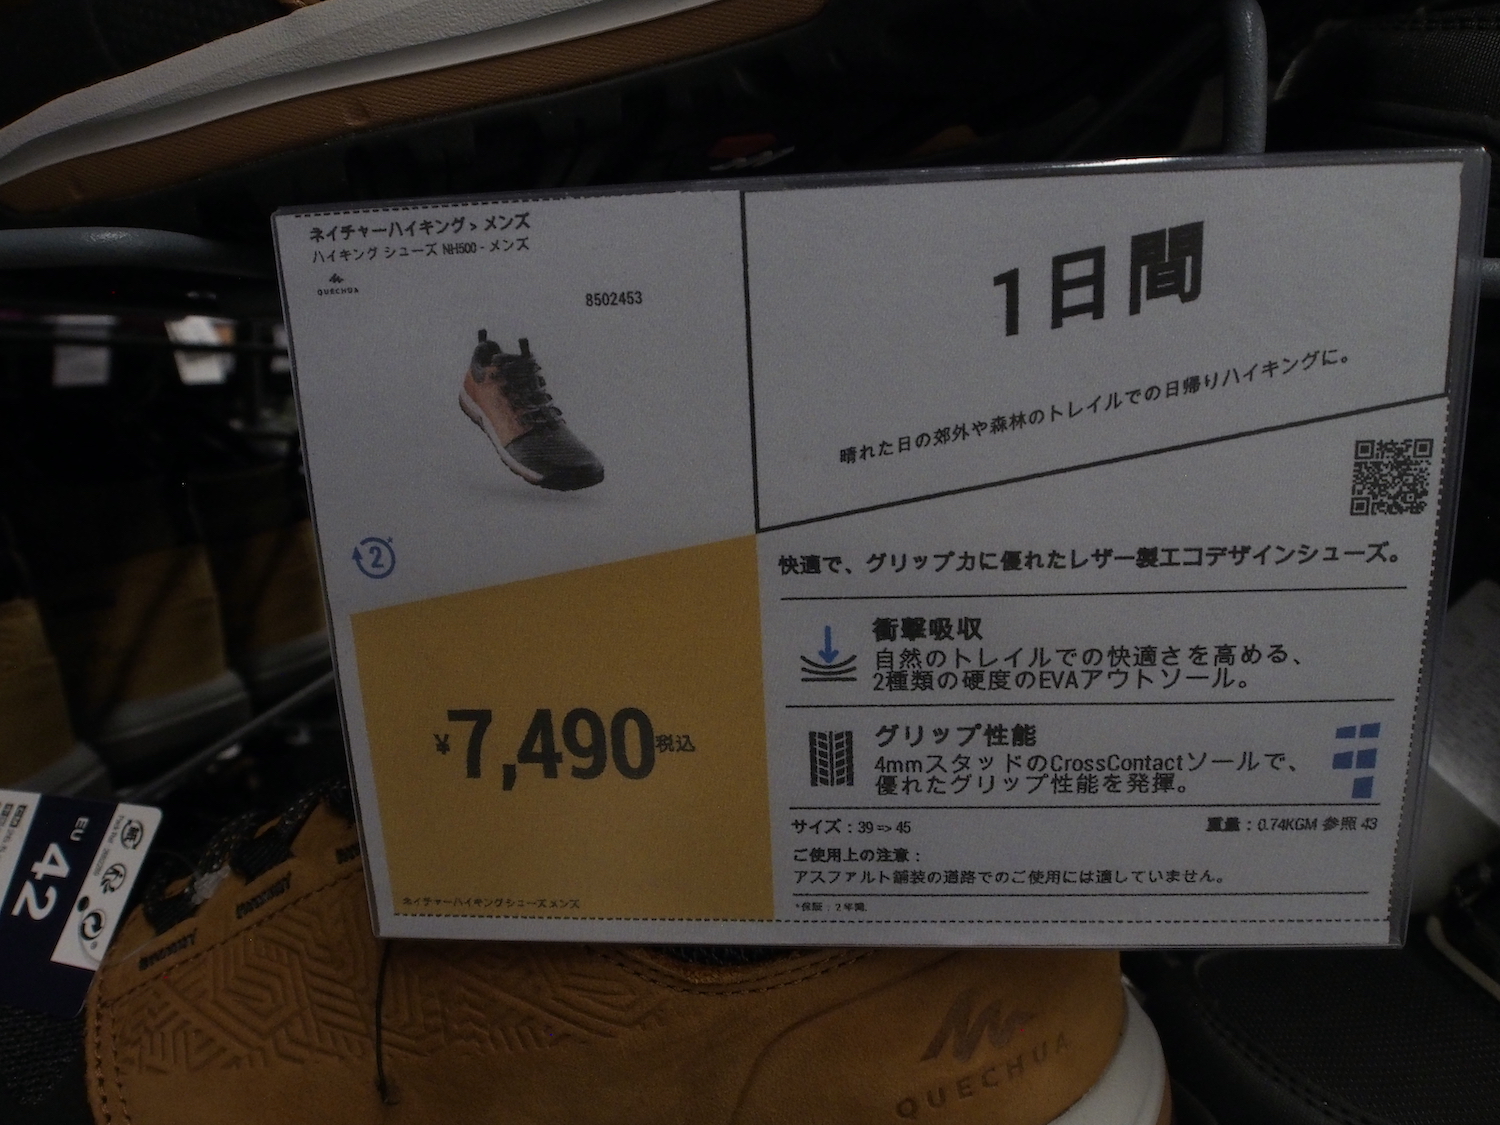 ネイチャーハイキング > メンズ
ハイキング シューズ NH500 - メンズ
QUECHUA
8502453
2
¥7,490税込
ネイチャーハイキングシューズ メンズ
1日間
晴れた日の郊外や森林のトレイルでの日帰りハイキングに。
快適で、グリップ力に優れたレザー製エコデザインシューズ。
衝撃吸収
自然のトレイルでの快適さを高める、
2種類の硬度のEVAアウトソール。
グリップ性能
4mmスタッドのCrossContactソールで、
優れたグリップ性能を発揮。
サイズ：39 => 45
重量：0.74KGM 参照 43
ご使用上の注意：
アスファルト舗装の道路でのご使用には適していません。
*保証：2年間.
EU 42
QUECHUA